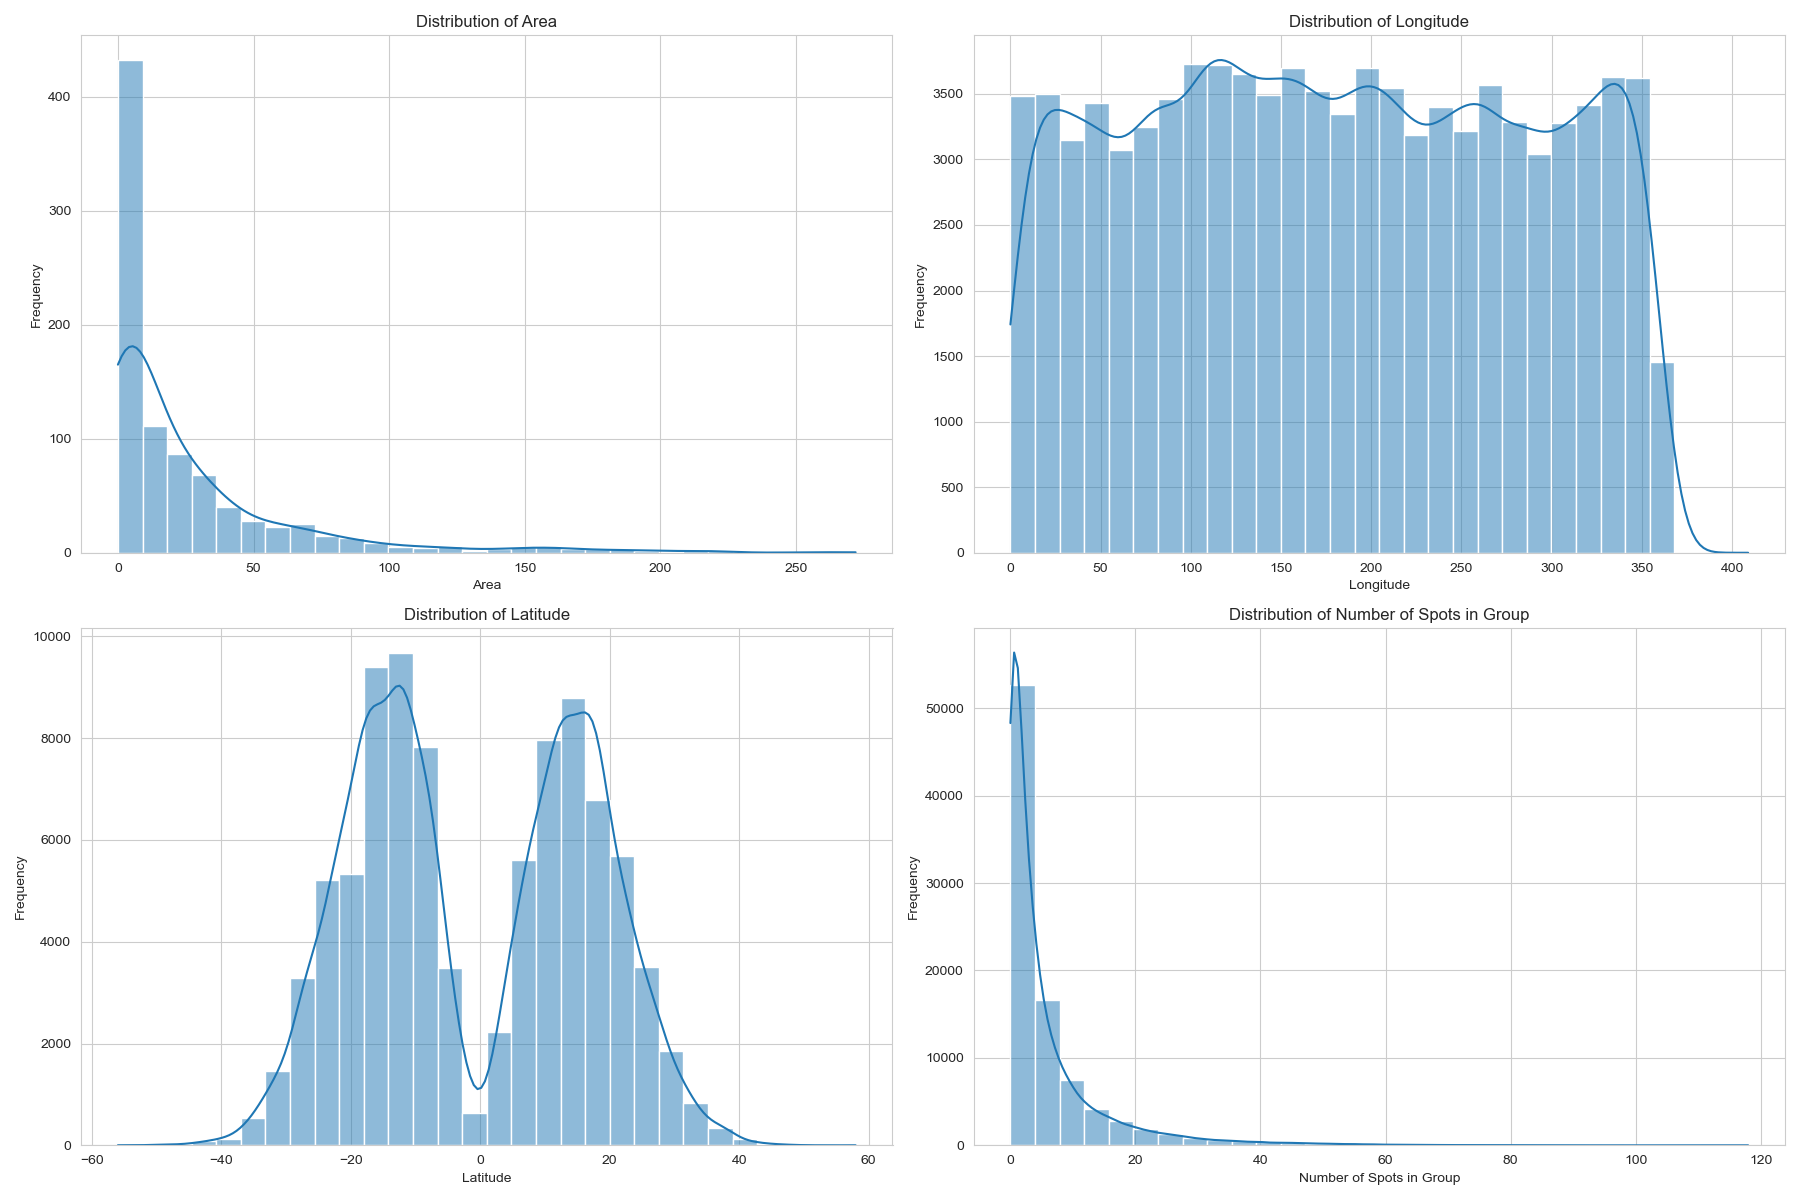 Distribution of Area
Frequency
400
300
200
100
0
0 50 100 150 200 250
Area
Distribution of Longitude
Frequency
3500
3000
2500
2000
1500
1000
500
0
0 50 100 150 200 250 300 350 400
Longitude
Distribution of Latitude
Frequency
10000
8000
6000
4000
2000
0
−60 −40 −20 0 20 40 60
Latitude
Distribution of Number of Spots in Group
Frequency
50000
40000
30000
20000
10000
0
0 20 40 60 80 100 120
Number of Spots in Group